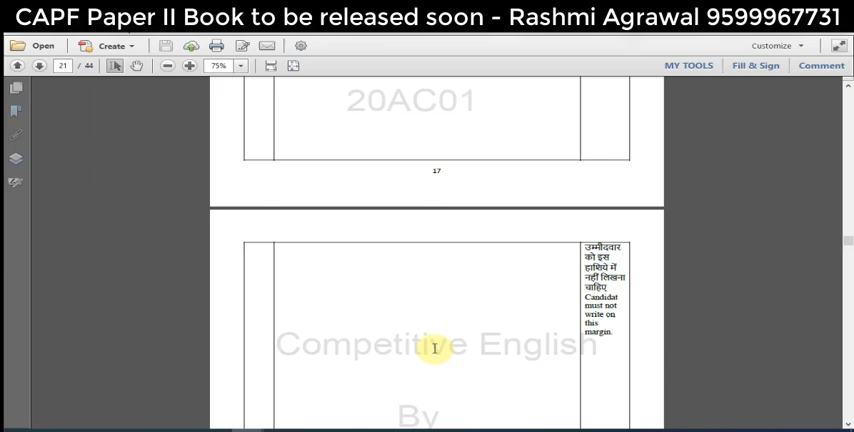 CAPF Paper II Book to be released soon - Rashmi Agrawal 9599967731
Open Create 75% Customize
21 / 44
MY TOOLS Fill & Sign Comment
20AC01
17
उम्मीदवार
को इस
हाशिये में
नहीं लिखना
चाहिए
Candidat
must not
write on
this
margin.
Competitive English
By